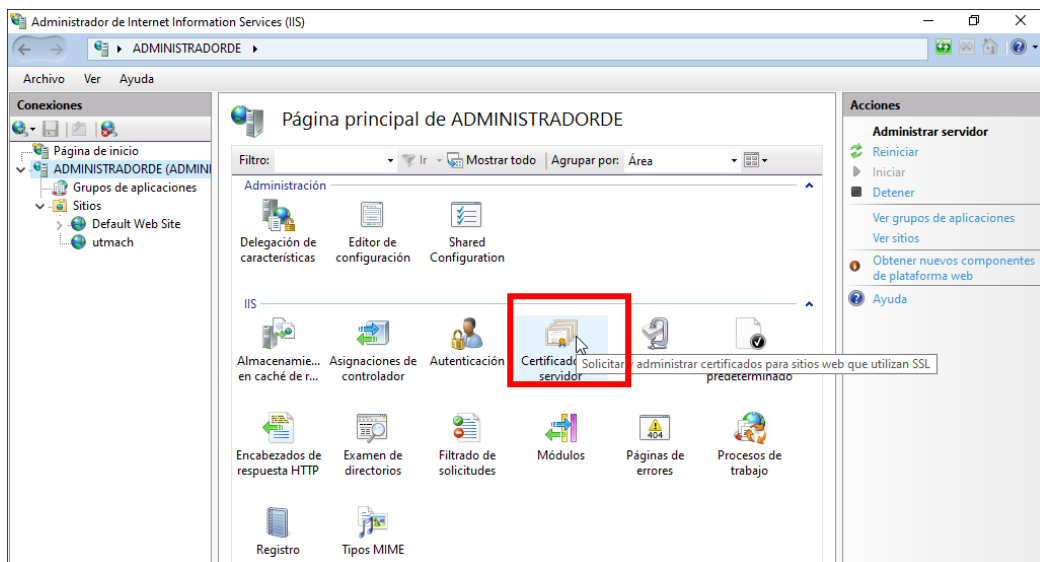 Administrador de Internet Information Services (IIS)
ADMINISTRADORDE
Archivo Ver Ayuda
Conexiones
Página de inicio
ADMINISTRADORDE (ADMINI
Grupos de aplicaciones
Sitios
Default Web Site
utmach
Página principal de ADMINISTRADORDE
Filtro: Ir Mostrar todo Agrupar por: Área
Administración
Delegación de características
Editor de configuración
Shared Configuration
IIS
Almacenamie... en caché de r...
Asignaciones de controlador
Autenticación
Certificado
servidor
Solicitar y administrar certificados para sitios web que utilizan SSL
predeterminado
Encabezados de respuesta HTTP
Examen de directorios
Filtrado de solicitudes
Módulos
404
Páginas de errores
Procesos de trabajo
Registro
Tipos MIME
Acciones
Administrar servidor
Reiniciar
Iniciar
Detener
Ver grupos de aplicaciones
Ver sitios
Obtener nuevos componentes
de plataforma web
Ayuda